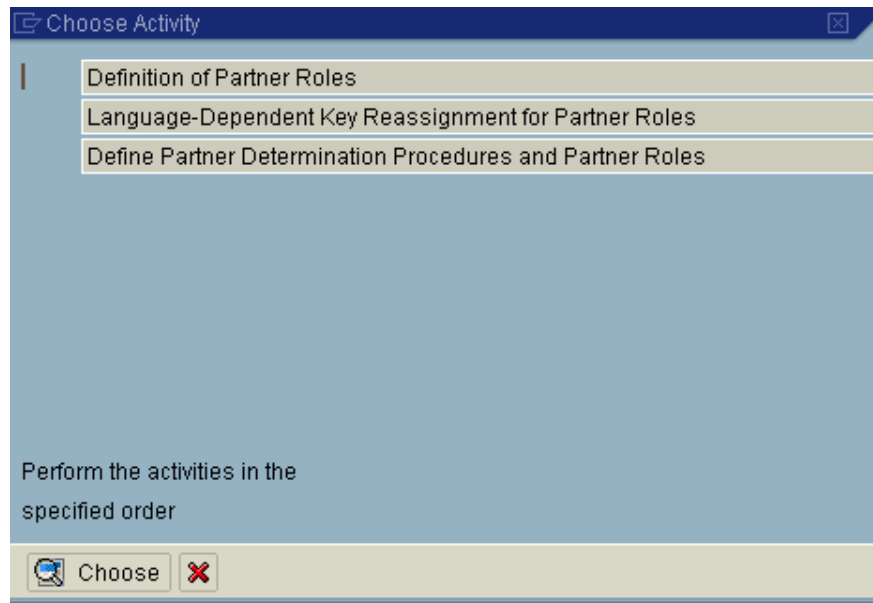 Choose Activity
Definition of Partner Roles
Language-Dependent Key Reassignment for Partner Roles
Define Partner Determination Procedures and Partner Roles
Perform the activities in the
specified order
Choose